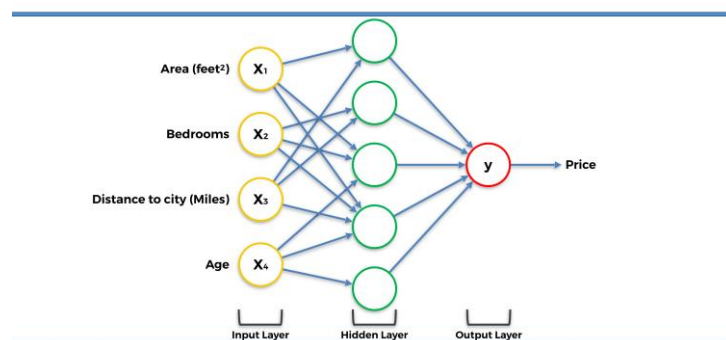 Area (feet²)
X₁
Bedrooms
X₂
Distance to city (Miles)
X₃
Age
X₄
y
Price
Input Layer
Hidden Layer
Output Layer